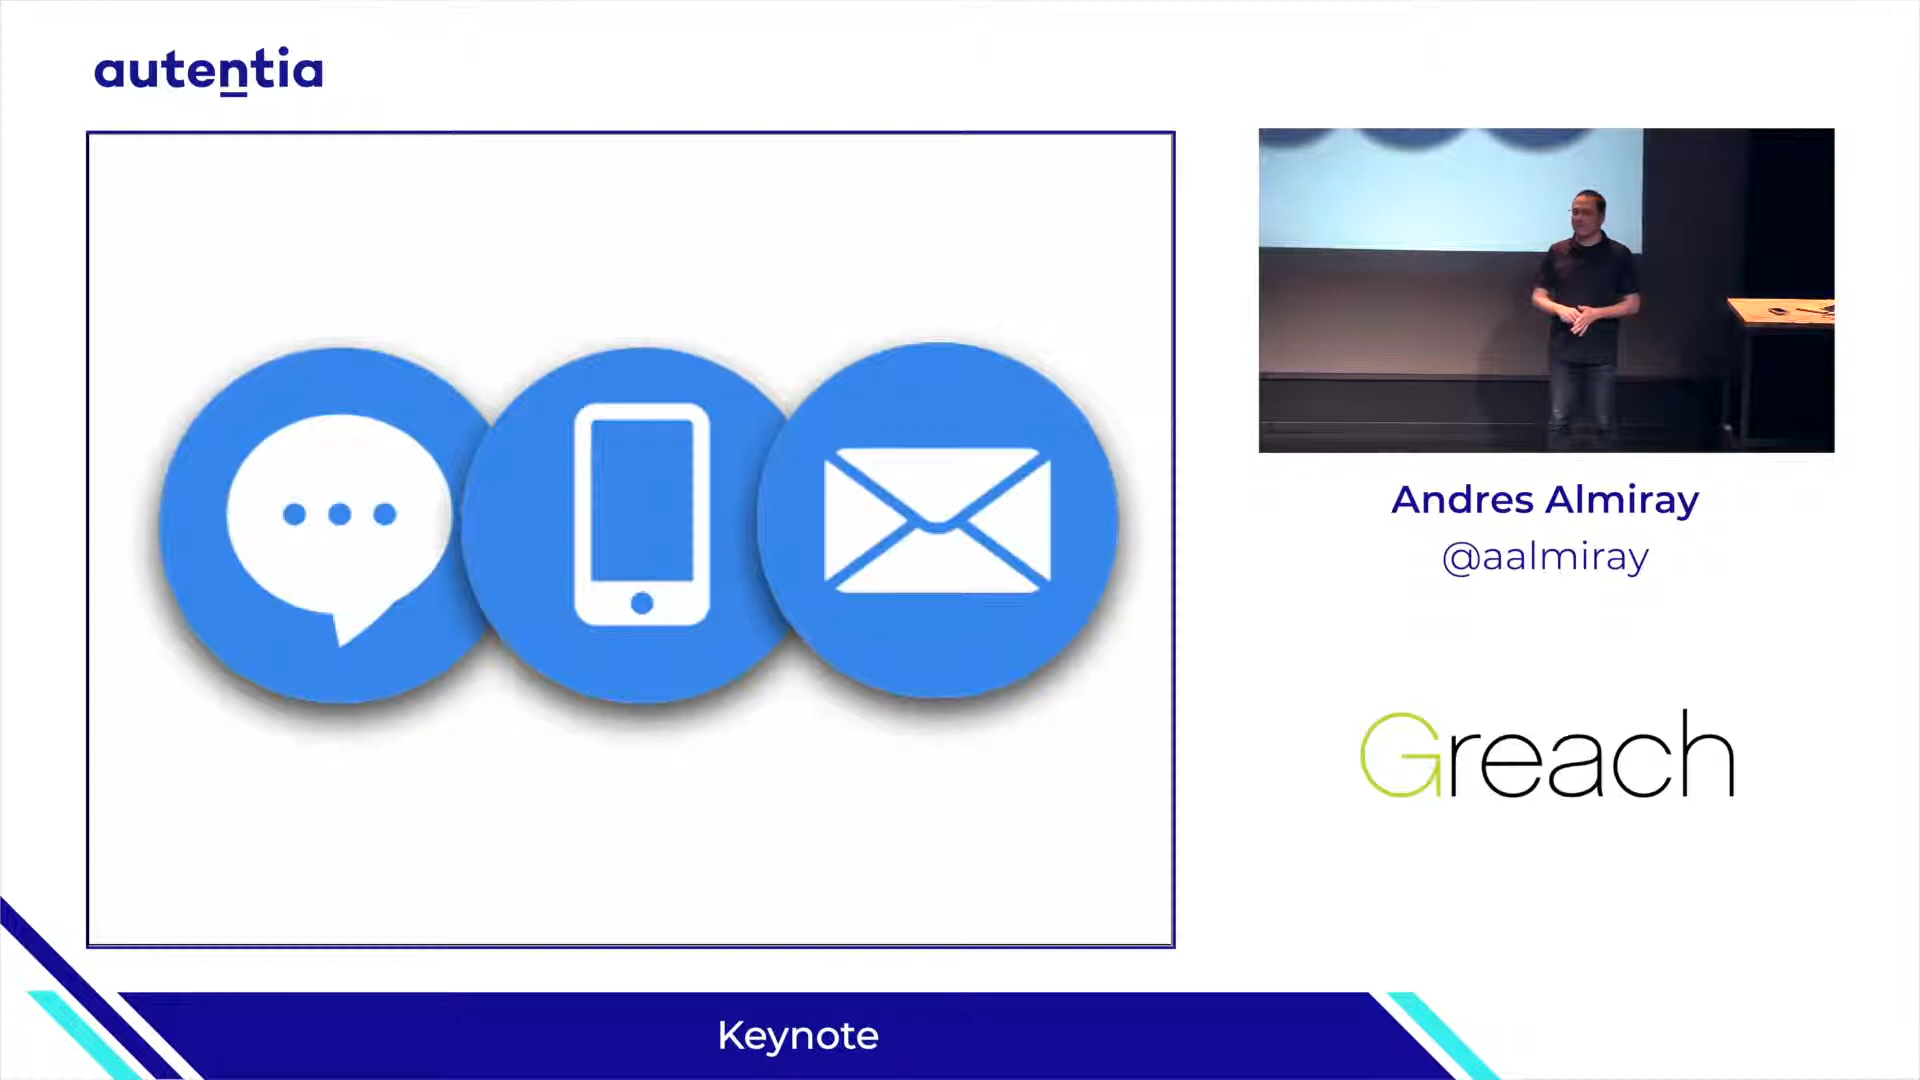 autentia
Andres Almiray
@aalmiray
Greach
Keynote